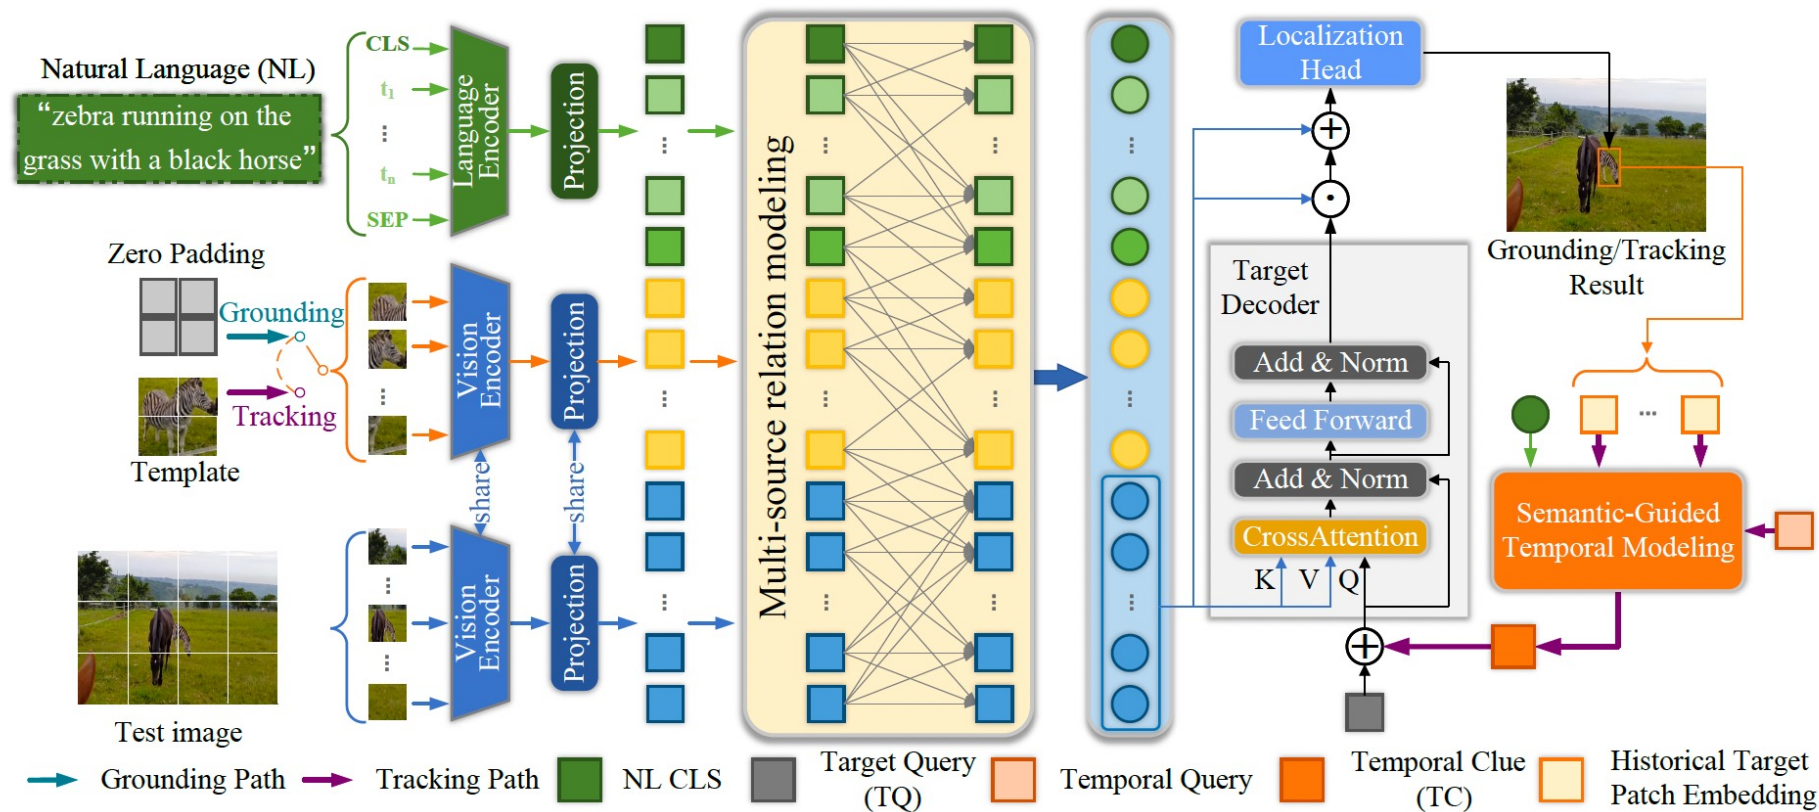 Natural Language (NL)
“zebra running on the
grass with a black horse”
CLS
t1
...
tn
SEP
Language
Encoder
Projection
Zero Padding
Grounding
Tracking
Template
...
Vision
Encoder
Projection
share
share
Test image
...
...
Vision
Encoder
Projection
...
...
...
Multi-source relation modeling
...
...
...
...
...
...
...
...
...
Localization
Head
Target
Decoder
Add & Norm
Feed Forward
Add & Norm
CrossAttention
K V Q
Grounding/Tracking
Result
...
Semantic-Guided
Temporal Modeling
Grounding Path
Tracking Path
NL CLS
Target Query
(TQ)
Temporal Query
Temporal Clue
(TC)
Historical Target
Patch Embedding